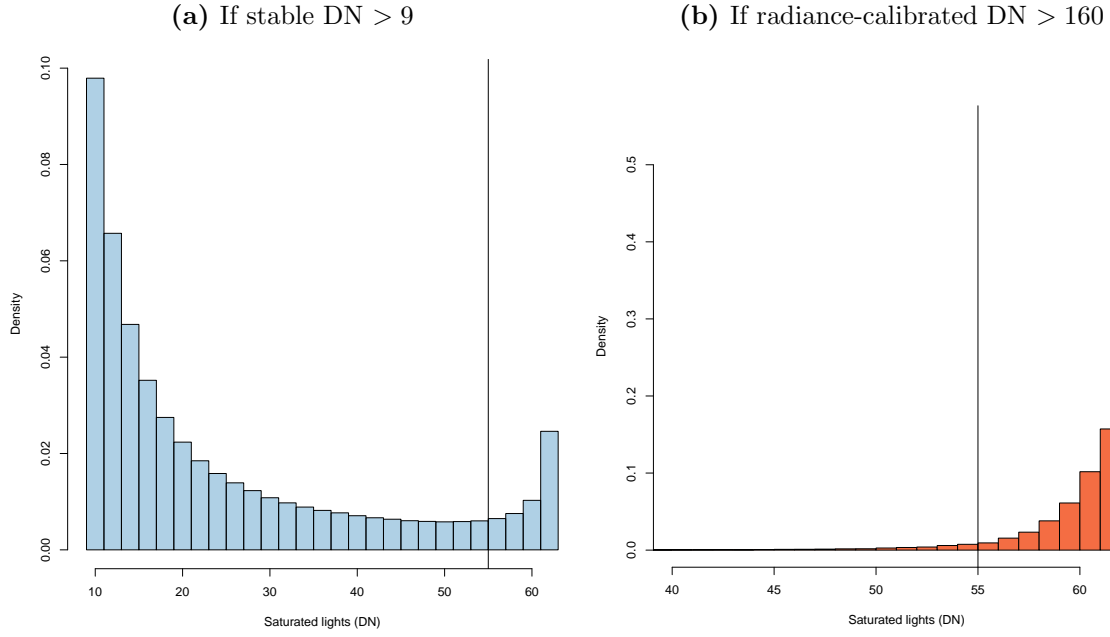 (a) If stable DN > 9
0.10
0.08
0.06
0.04
0.02
0.00
Density
10 20 30 40 50 60
Saturated lights (DN)
(b) If radiance-calibrated DN > 160
0.5
0.4
0.3
0.2
0.1
0.0
Density
40 45 50 55 60
Saturated lights (DN)